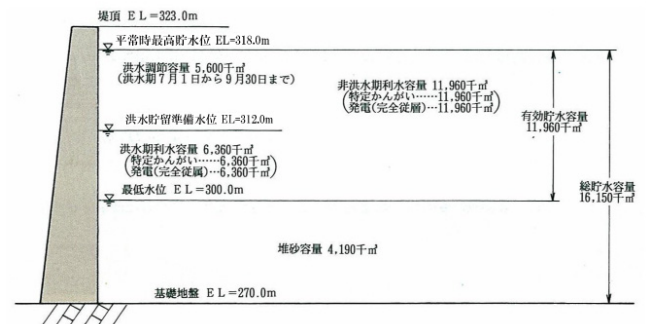 堤頂 EL=323.0m
平常時最高貯水位 EL=318.0m
洪水調節容量 5,600千㎥
(洪水期7月1日から9月30日まで)
非洪水期利水容量 11,960千㎥
(特定かんがい……11,960千㎥
発電(完全従層)…11,960千㎥)
有効貯水容量
11,960千㎥
洪水貯留準備水位 EL=312.0m
洪水期利水容量 6,360千㎥
(特定かんがい……6,360千㎥
発電(完全従属)…6,360千㎥)
最低水位 EL=300.0m
総貯水容量
16,150千㎥
堆砂容量 4,190千㎥
基礎地盤 EL=270.0m